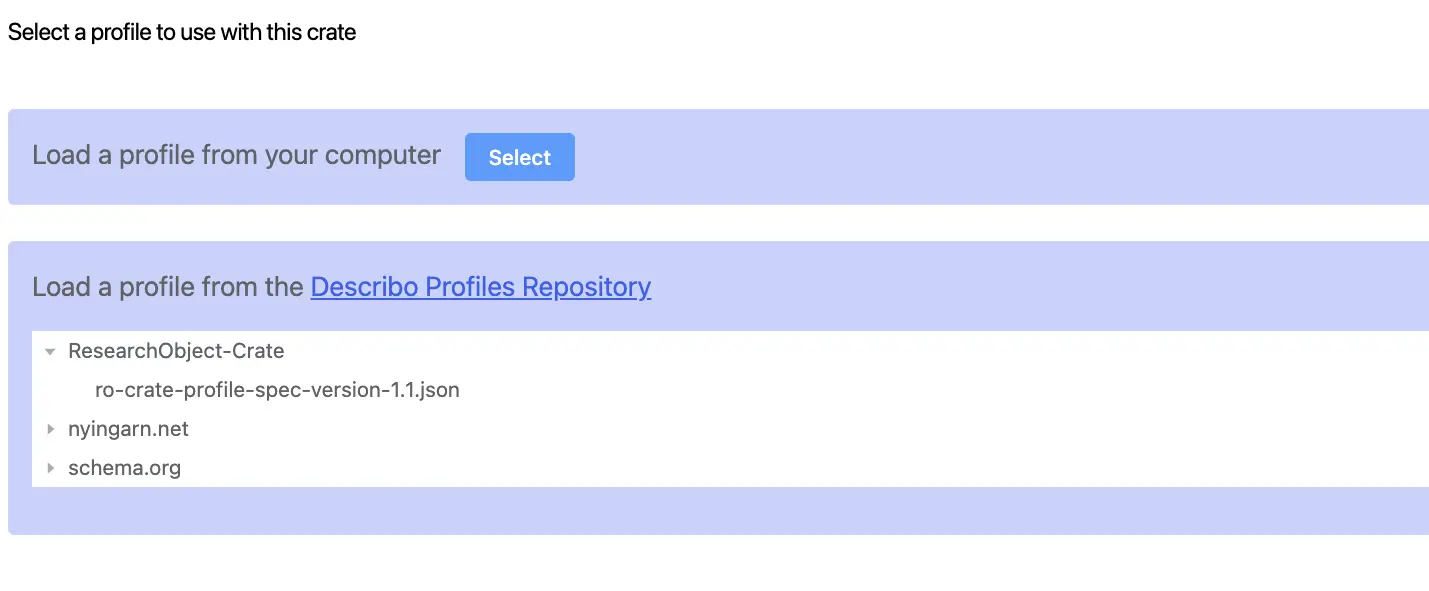 Select a profile to use with this crate
Load a profile from your computer Select
Load a profile from the Describo Profiles Repository
ResearchObject-Crate
ro-crate-profile-spec-version-1.1.json
nyingarn.net
schema.org